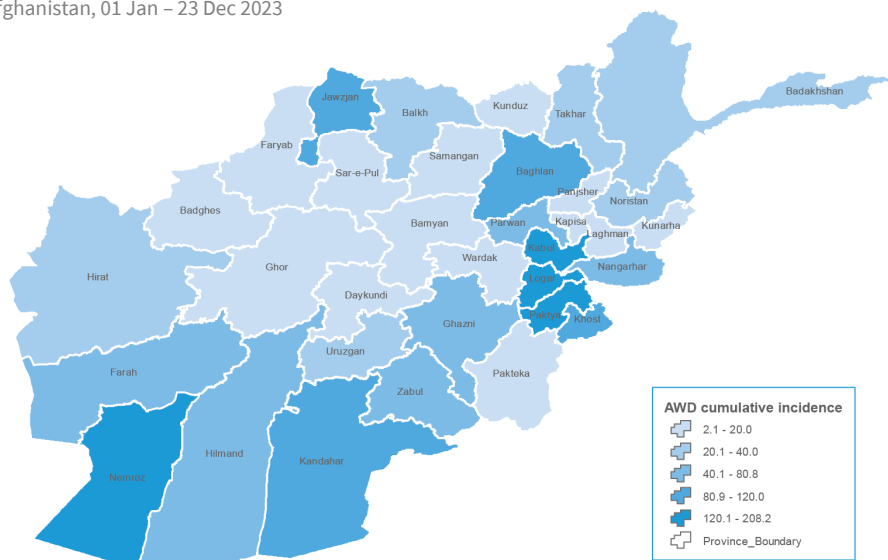 fghanistan, 01 Jan – 23 Dec 2023
Badakhshan
Jawzjan
Kunduz
Balkh
Takhar
Faryab
Samangan
Sar-e-Pul
Baghlan
Panjsher
Noristan
Badghes
Bamyan
Parwan
Kapisa
Kunarha
Laghman
Kabul
Wardak
Nangarhar
Ghor
Hirat
Logar
Daykundi
Paktya
Khost
Ghazni
Uruzgan
Farah
Pakteka
Zabul
Hilmand
Kandahar
Nemroz
AWD cumulative incidence
2.1 - 20.0
20.1 - 40.0
40.1 - 80.8
80.9 - 120.0
120.1 - 208.2
Province_Boundary